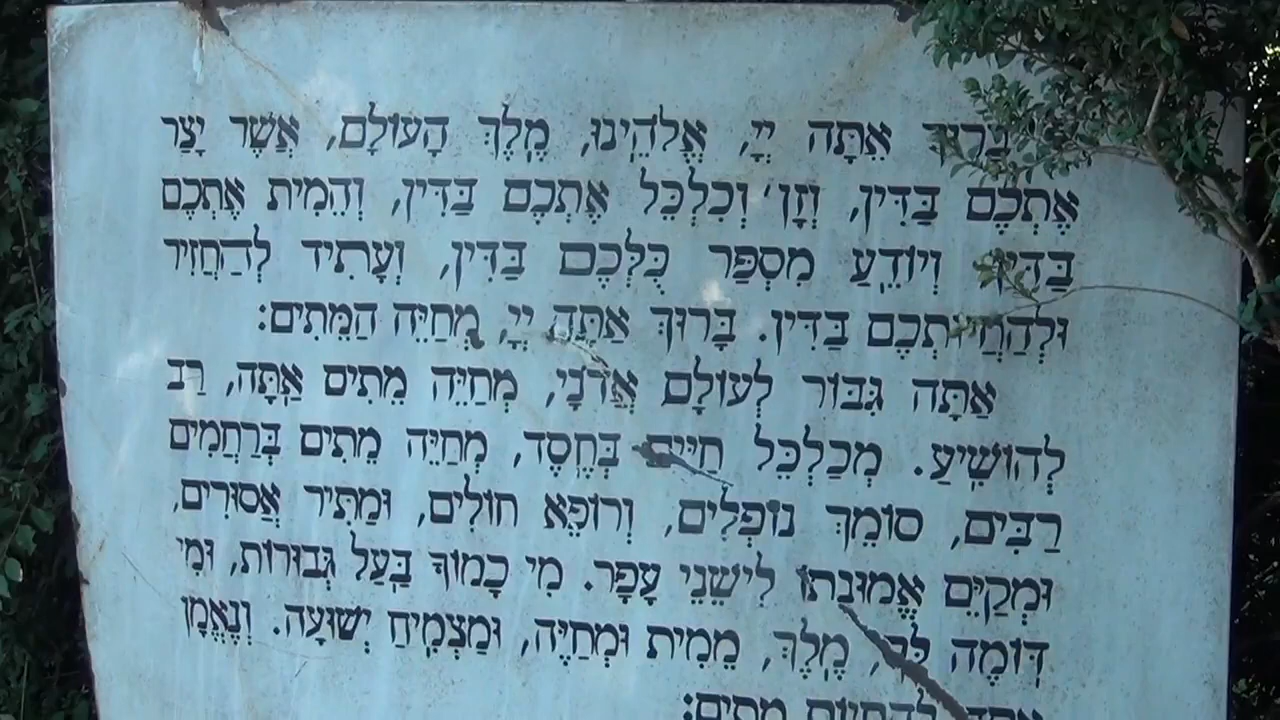 בָּרוּךְ אַתָּה יְיָ, אֱלֹהֵֽינוּ, מֶֽלֶךְ הָעוֹלָם, אֲשֶׁר יָצַר
אֶתְכֶם בַּדִּין, וְזָן וְכִלְכֵּל אֶתְכֶם בַּדִּין, וְהֵמִית אֶתְכֶם
בַּדִּין וְיוֹדֵֽעַ מִסְפַּר כֻּלְּכֶם בַּדִּין, וְעָתִיד לְהַחֲזִיר
וּלְהַחֲיוֹתְכֶם בַּדִּין. בָּרוּךְ אַתָּה יְיָ, מְחַיֵּה הַמֵּתִים:
אַתָּה גִּבּוֹר לְעוֹלָם אֲדֹנָי, מְחַיֵּה מֵתִים אַֽתָּה, רַב
לְהוֹשִֽׁיעַ. מְכַלְכֵּל חַיִּים בְּחֶֽסֶד, מְחַיֵּה מֵתִים בְּרַחֲמִים
רַבִּים, סוֹמֵךְ נוֹפְלִים, וְרוֹפֵא חוֹלִים, וּמַתִּיר אֲסוּרִים,
וּמְקַיֵּם אֱמוּנָתוֹ לִישֵׁנֵי עָפָר. מִי כָמֽוֹךָ בַּֽעַל גְּבוּרוֹת, וּמִי
דּֽוֹמֶה לָּךְ, מֶֽלֶךְ, מֵמִית וּמְחַיֶּה, וּמַצְמִֽיחַ יְשׁוּעָה. וְנֶאֱמָן
אַתָּה לְהַחֲיוֹת מֵתִים: